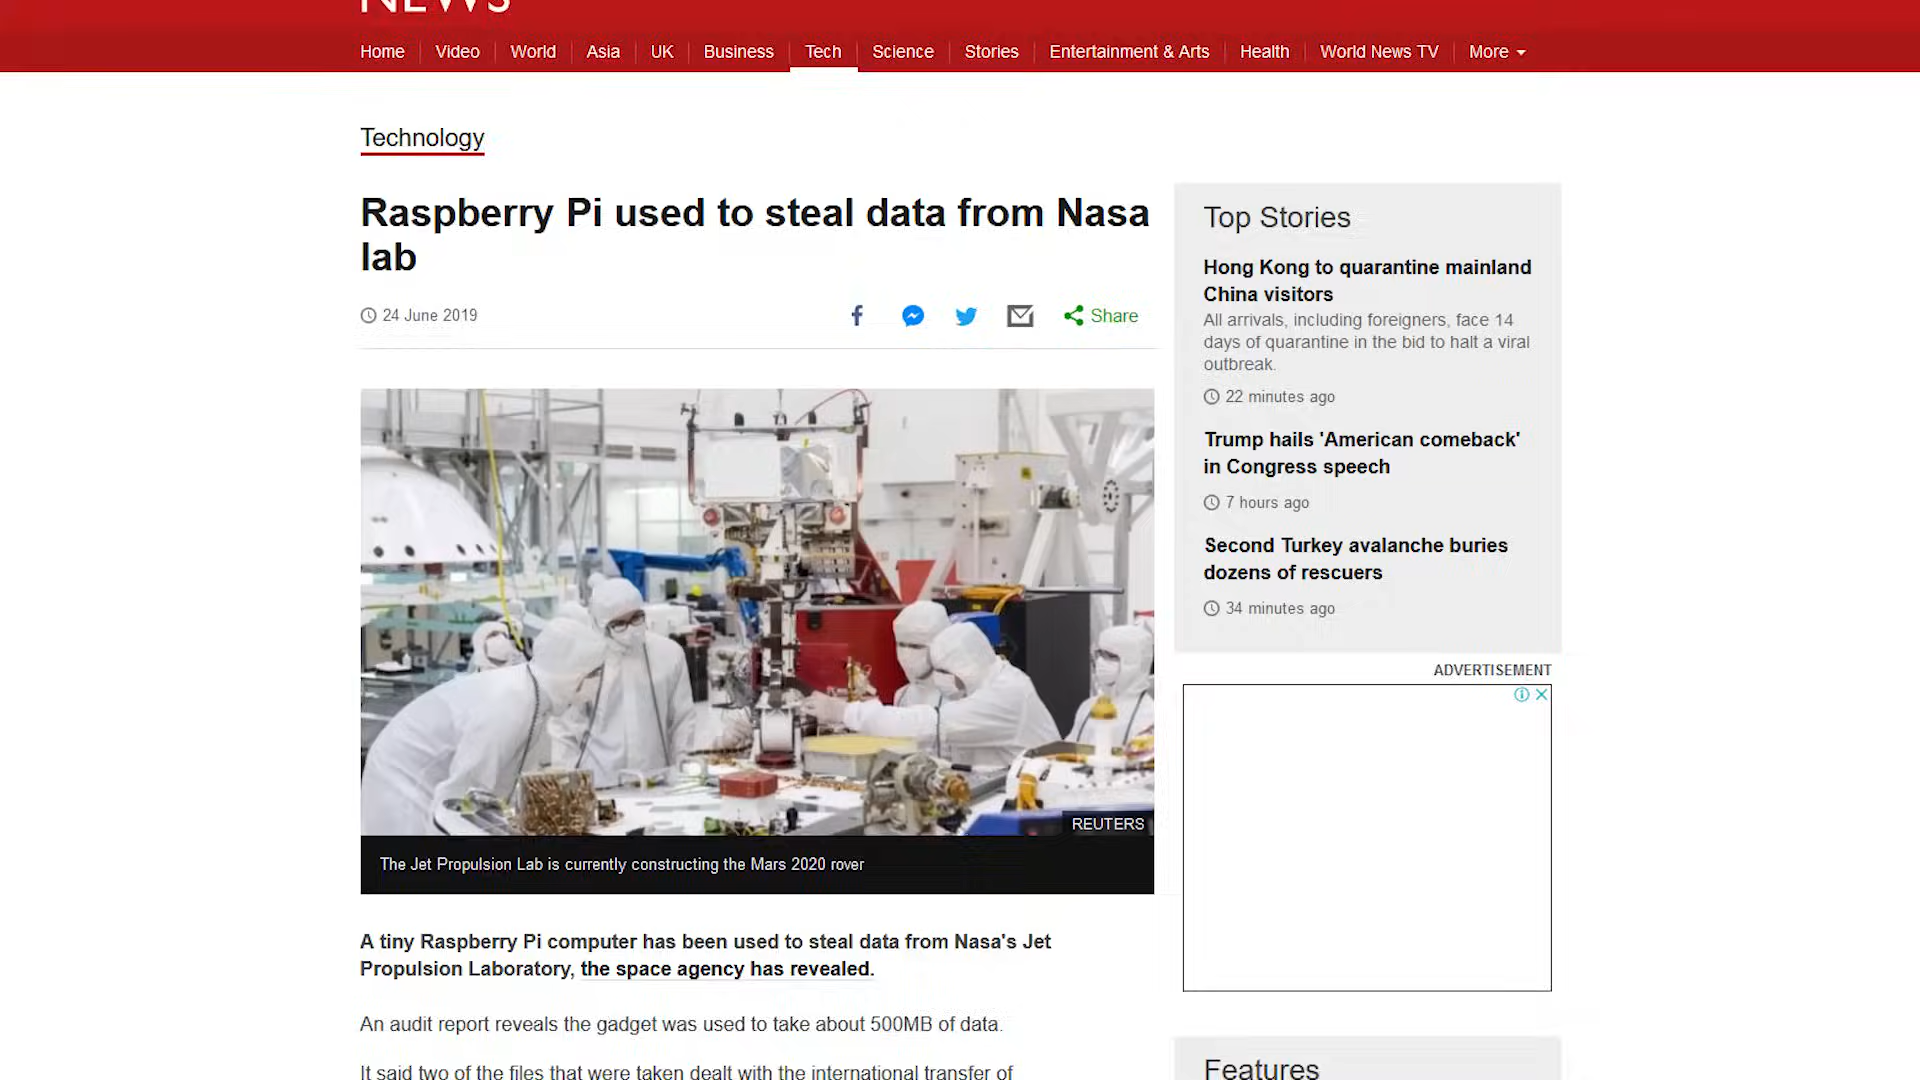 NEWS
Home Video World Asia UK Business Tech Science Stories Entertainment & Arts Health World News TV More
Technology
Raspberry Pi used to steal data from Nasa
lab
24 June 2019
Share
REUTERS
The Jet Propulsion Lab is currently constructing the Mars 2020 rover
A tiny Raspberry Pi computer has been used to steal data from Nasa's Jet
Propulsion Laboratory, the space agency has revealed.
An audit report reveals the gadget was used to take about 500MB of data.
It said two of the files that were taken dealt with the international transfer of
Top Stories
Hong Kong to quarantine mainland
China visitors
All arrivals, including foreigners, face 14
days of quarantine in the bid to halt a viral
outbreak.
22 minutes ago
Trump hails 'American comeback'
in Congress speech
7 hours ago
Second Turkey avalanche buries
dozens of rescuers
34 minutes ago
ADVERTISEMENT
Features